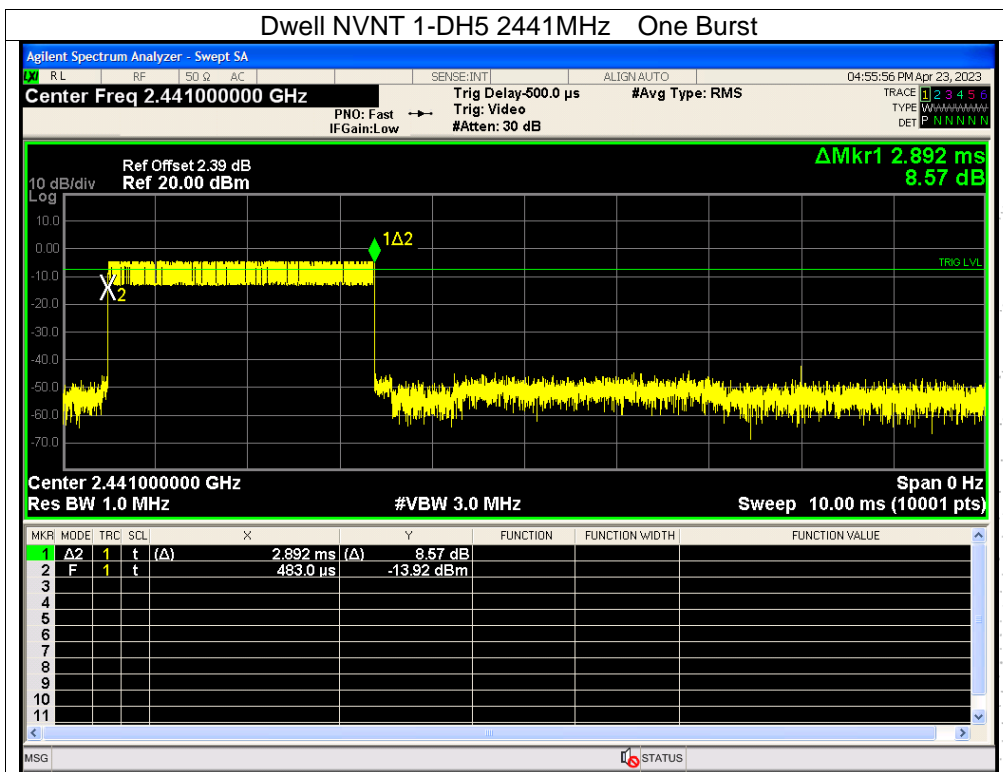 Dwell NVNT 1-DH5 2441MHz One Burst
Agilent Spectrum Analyzer - Swept SA
LXI RL RF 50 Ω AC SENSE:INT ALIGN AUTO 04:55:56 PM Apr 23, 2023
Center Freq 2.441000000 GHz Trig Delay-500.0 µs #Avg Type: RMS TRACE 1 2 3 4 5 6
PNO: Fast Trig: Video TYPE WWWWWW
IFGain:Low #Atten: 30 dB DET P N N N N N
ΔMkr1 2.892 ms
8.57 dB
Ref Offset 2.39 dB
10 dB/div Ref 20.00 dBm
Log
10.0
0.00
-10.0
-20.0
-30.0
-40.0
-50.0
-60.0
-70.0
1Δ2
TRIG LVL
2
Center 2.441000000 GHz Span 0 Hz
Res BW 1.0 MHz #VBW 3.0 MHz Sweep 10.00 ms (10001 pts)
MKR MODE TRC SCL X Y FUNCTION FUNCTION WIDTH FUNCTION VALUE
1 Δ2 1 t (Δ) 2.892 ms (Δ) 8.57 dB
2 F 1 t 483.0 µs -13.92 dBm
3
4
5
6
7
8
9
10
11
MSG STATUS